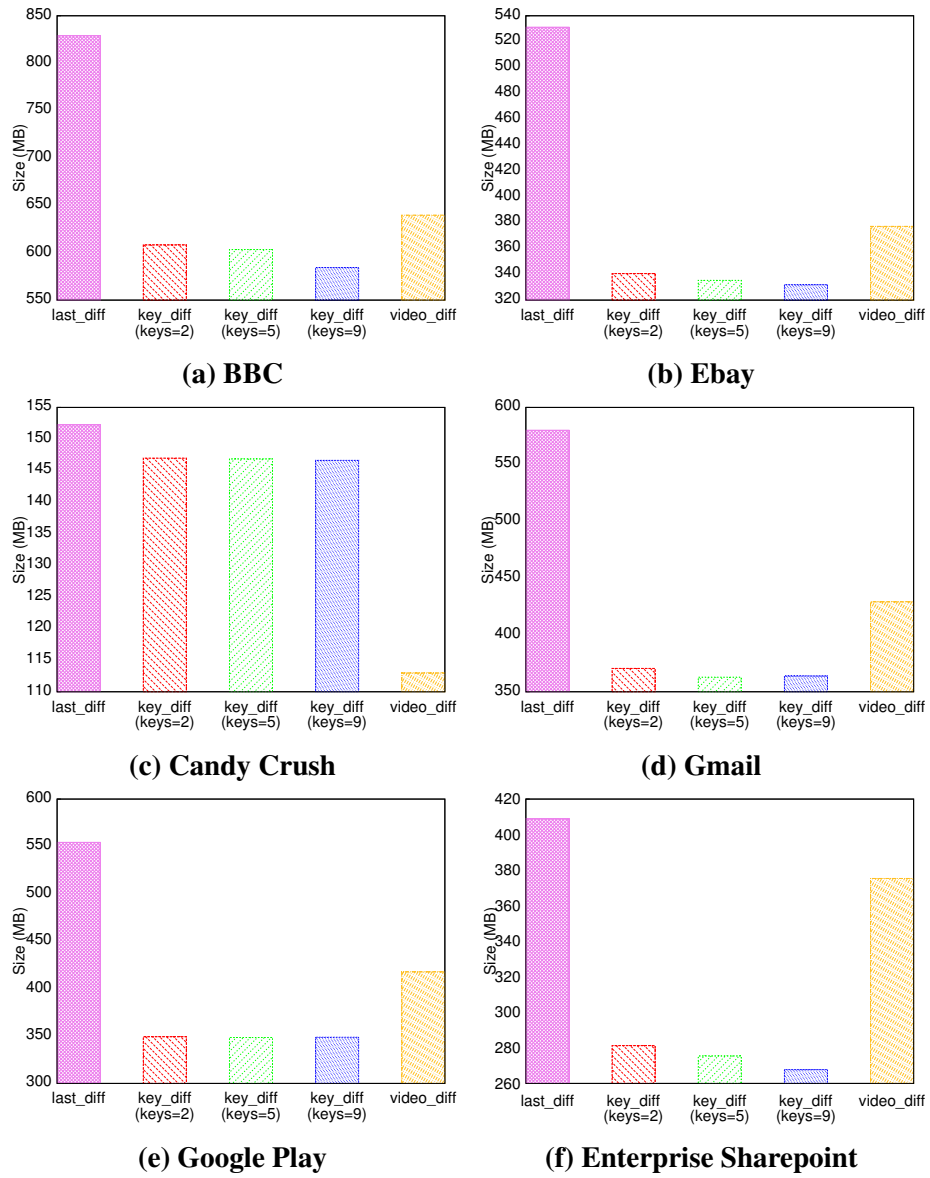 850
800
750
700
650
600
550
Size (MB)
last_diff key_diff key_diff key_diff video_diff
(keys=2) (keys=5) (keys=9)
(a) BBC
540
520
500
480
460
440
420
400
380
360
340
320
Size (MB)
last_diff key_diff key_diff key_diff video_diff
(keys=2) (keys=5) (keys=9)
(b) Ebay
155
150
145
140
135
130
125
120
115
110
Size (MB)
last_diff key_diff key_diff key_diff video_diff
(keys=2) (keys=5) (keys=9)
(c) Candy Crush
600
550
500
450
400
350
Size (MB)
last_diff key_diff key_diff key_diff video_diff
(keys=2) (keys=5) (keys=9)
(d) Gmail
600
550
500
450
400
350
300
Size (MB)
last_diff key_diff key_diff key_diff video_diff
(keys=2) (keys=5) (keys=9)
(e) Google Play
420
400
380
360
340
320
300
280
260
Size (MB)
last_diff key_diff key_diff key_diff video_diff
(keys=2) (keys=5) (keys=9)
(f) Enterprise Sharepoint